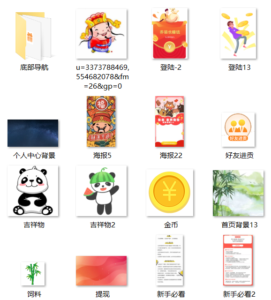 底部导航
u=3373788469,
554682078&fm
=26&gp=0
登陆-2
登陆13
个人中心背景
海报5
海报22
好友进页
吉祥物
吉祥物2
金币
首页背景13
饲料
提现
新手必看
新手必看2